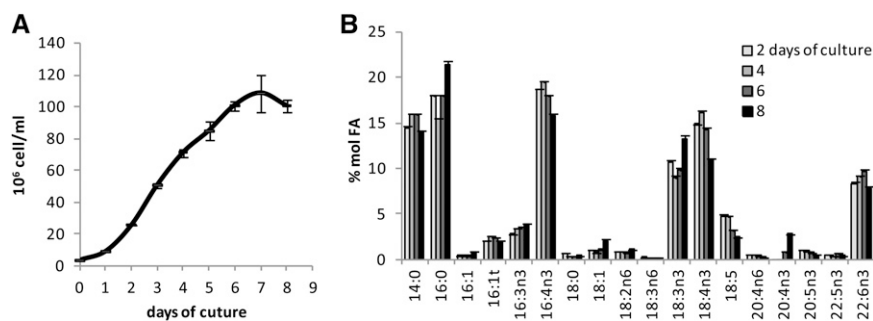 A
10⁶ cell/ml
140
120
100
80
60
40
20
0
0 1 2 3 4 5 6 7 8 9
days of cuture
B
% mol FA
25
20
15
10
5
0
2 days of culture
4
6
8
14:0
16:0
16:1
16:1t
16:3n3
16:4n3
18:0
18:1
18:2n6
18:3n6
18:3n3
18:4n3
18:5
20:4n6
20:4n3
20:5n3
22:5n3
22:6n3